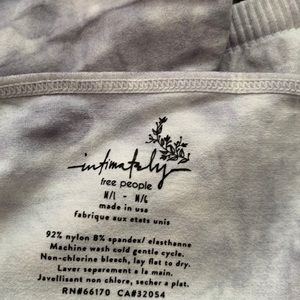 intimately
free people
M/L - M/G
made in usa
fabrique aux etats unis
92% nylon 8% spandex/ elasthanne
Machine wash cold gentle cycle.
Non-chlorine bleach, lay flat to dry.
Laver separement a la main.
Javellisant non chlore, secher a plat.
RN#66170 CA#32054